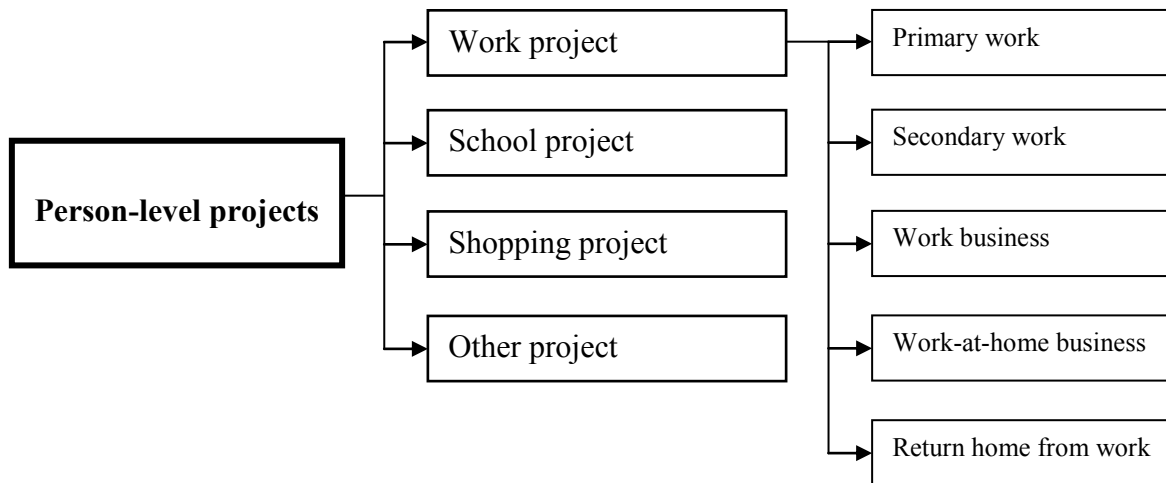 Person-level projects
Work project
School project
Shopping project
Other project
Primary work
Secondary work
Work business
Work-at-home business
Return home from work